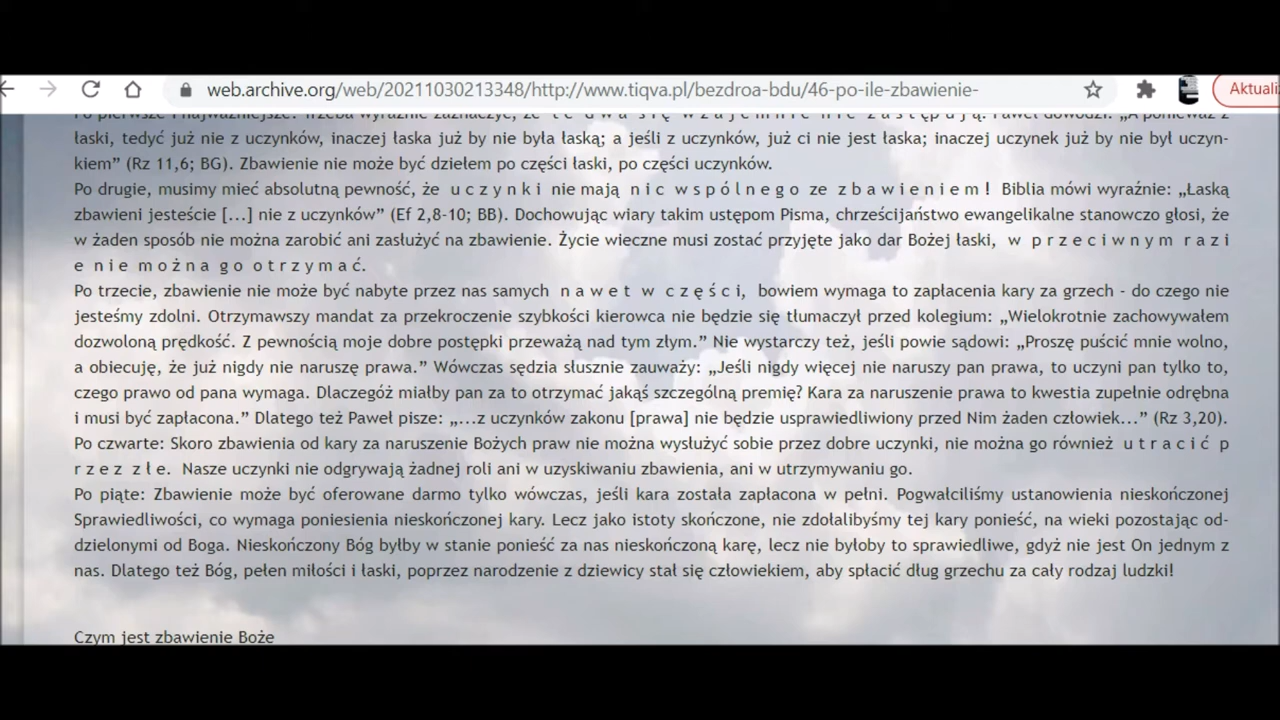 web.archive.org/web/20211030213348/http://www.tiqva.pl/bezdroa-bdu/46-po-ile-zbawienie-
Aktuali
Po pierwsze i najważniejsze: Trzeba wyraźnie zaznaczyć, że t e d w a s i ę w z a j e m n i e n i e z a s t ę p u j ą. Paweł dowodzi: „A ponieważ z
łaski, tedyć już nie z uczynków, inaczej łaska już by nie była łaską; a jeśli z uczynków, już ci nie jest łaska; inaczej uczynek już by nie był uczyn-
kiem” (Rz 11,6; BG). Zbawienie nie może być dziełem po części łaski, po części uczynków.
Po drugie, musimy mieć absolutną pewność, że u c z y n k i nie mają n i c w s p ó l n e g o ze z b a w i e n i e m ! Biblia mówi wyraźnie: „Łaską
zbawieni jesteście [...] nie z uczynków” (Ef 2,8-10; BB). Dochowując wiary takim ustępom Pisma, chrześcijaństwo ewangelikalne stanowczo głosi, że
w żaden sposób nie można zarobić ani zasłużyć na zbawienie. Życie wieczne musi zostać przyjęte jako dar Bożej łaski, w p r z e c i w n y m r a z i
e n i e m o ż n a g o o t r z y m a ć.
Po trzecie, zbawienie nie może być nabyte przez nas samych n a w e t w c z ę ś c i, bowiem wymaga to zapłacenia kary za grzech - do czego nie
jesteśmy zdolni. Otrzymawszy mandat za przekroczenie szybkości kierowca nie będzie się tłumaczył przed kolegium: „Wielokrotnie zachowywałem
dozwoloną prędkość. Z pewnością moje dobre postępki przeważą nad tym złym.” Nie wystarczy też, jeśli powie sądowi: „Proszę puścić mnie wolno,
a obiecuję, że już nigdy nie naruszę prawa.” Wówczas sędzia słusznie zauważy: „Jeśli nigdy więcej nie naruszy pan prawa, to uczyni pan tylko to,
czego prawo od pana wymaga. Dlaczegóż miałby pan za to otrzymać jakąś szczególną premię? Kara za naruszenie prawa to kwestia zupełnie odrębna
i musi być zapłacona.” Dlatego też Paweł pisze: „...z uczynków zakonu [prawa] nie będzie usprawiedliwiony przed Nim żaden człowiek...” (Rz 3,20).
Po czwarte: Skoro zbawienia od kary za naruszenie Bożych praw nie można wysłużyć sobie przez dobre uczynki, nie można go również u t r a c i ć p
r z e z z ł e. Nasze uczynki nie odgrywają żadnej roli ani w uzyskiwaniu zbawienia, ani w utrzymywaniu go.
Po piąte: Zbawienie może być oferowane darmo tylko wówczas, jeśli kara została zapłacona w pełni. Pogwałciliśmy ustanowienia nieskończonej
Sprawiedliwości, co wymaga poniesienia nieskończonej kary. Lecz jako istoty skończone, nie zdołalibyśmy tej kary ponieść, na wieki pozostając od-
dzielonymi od Boga. Nieskończony Bóg byłby w stanie ponieść za nas nieskończoną karę, lecz nie byłoby to sprawiedliwe, gdyż nie jest On jednym z
nas. Dlatego też Bóg, pełen miłości i łaski, poprzez narodzenie z dziewicy stał się człowiekiem, aby spłacić dług grzechu za cały rodzaj ludzki!
Czym jest zbawienie Boże